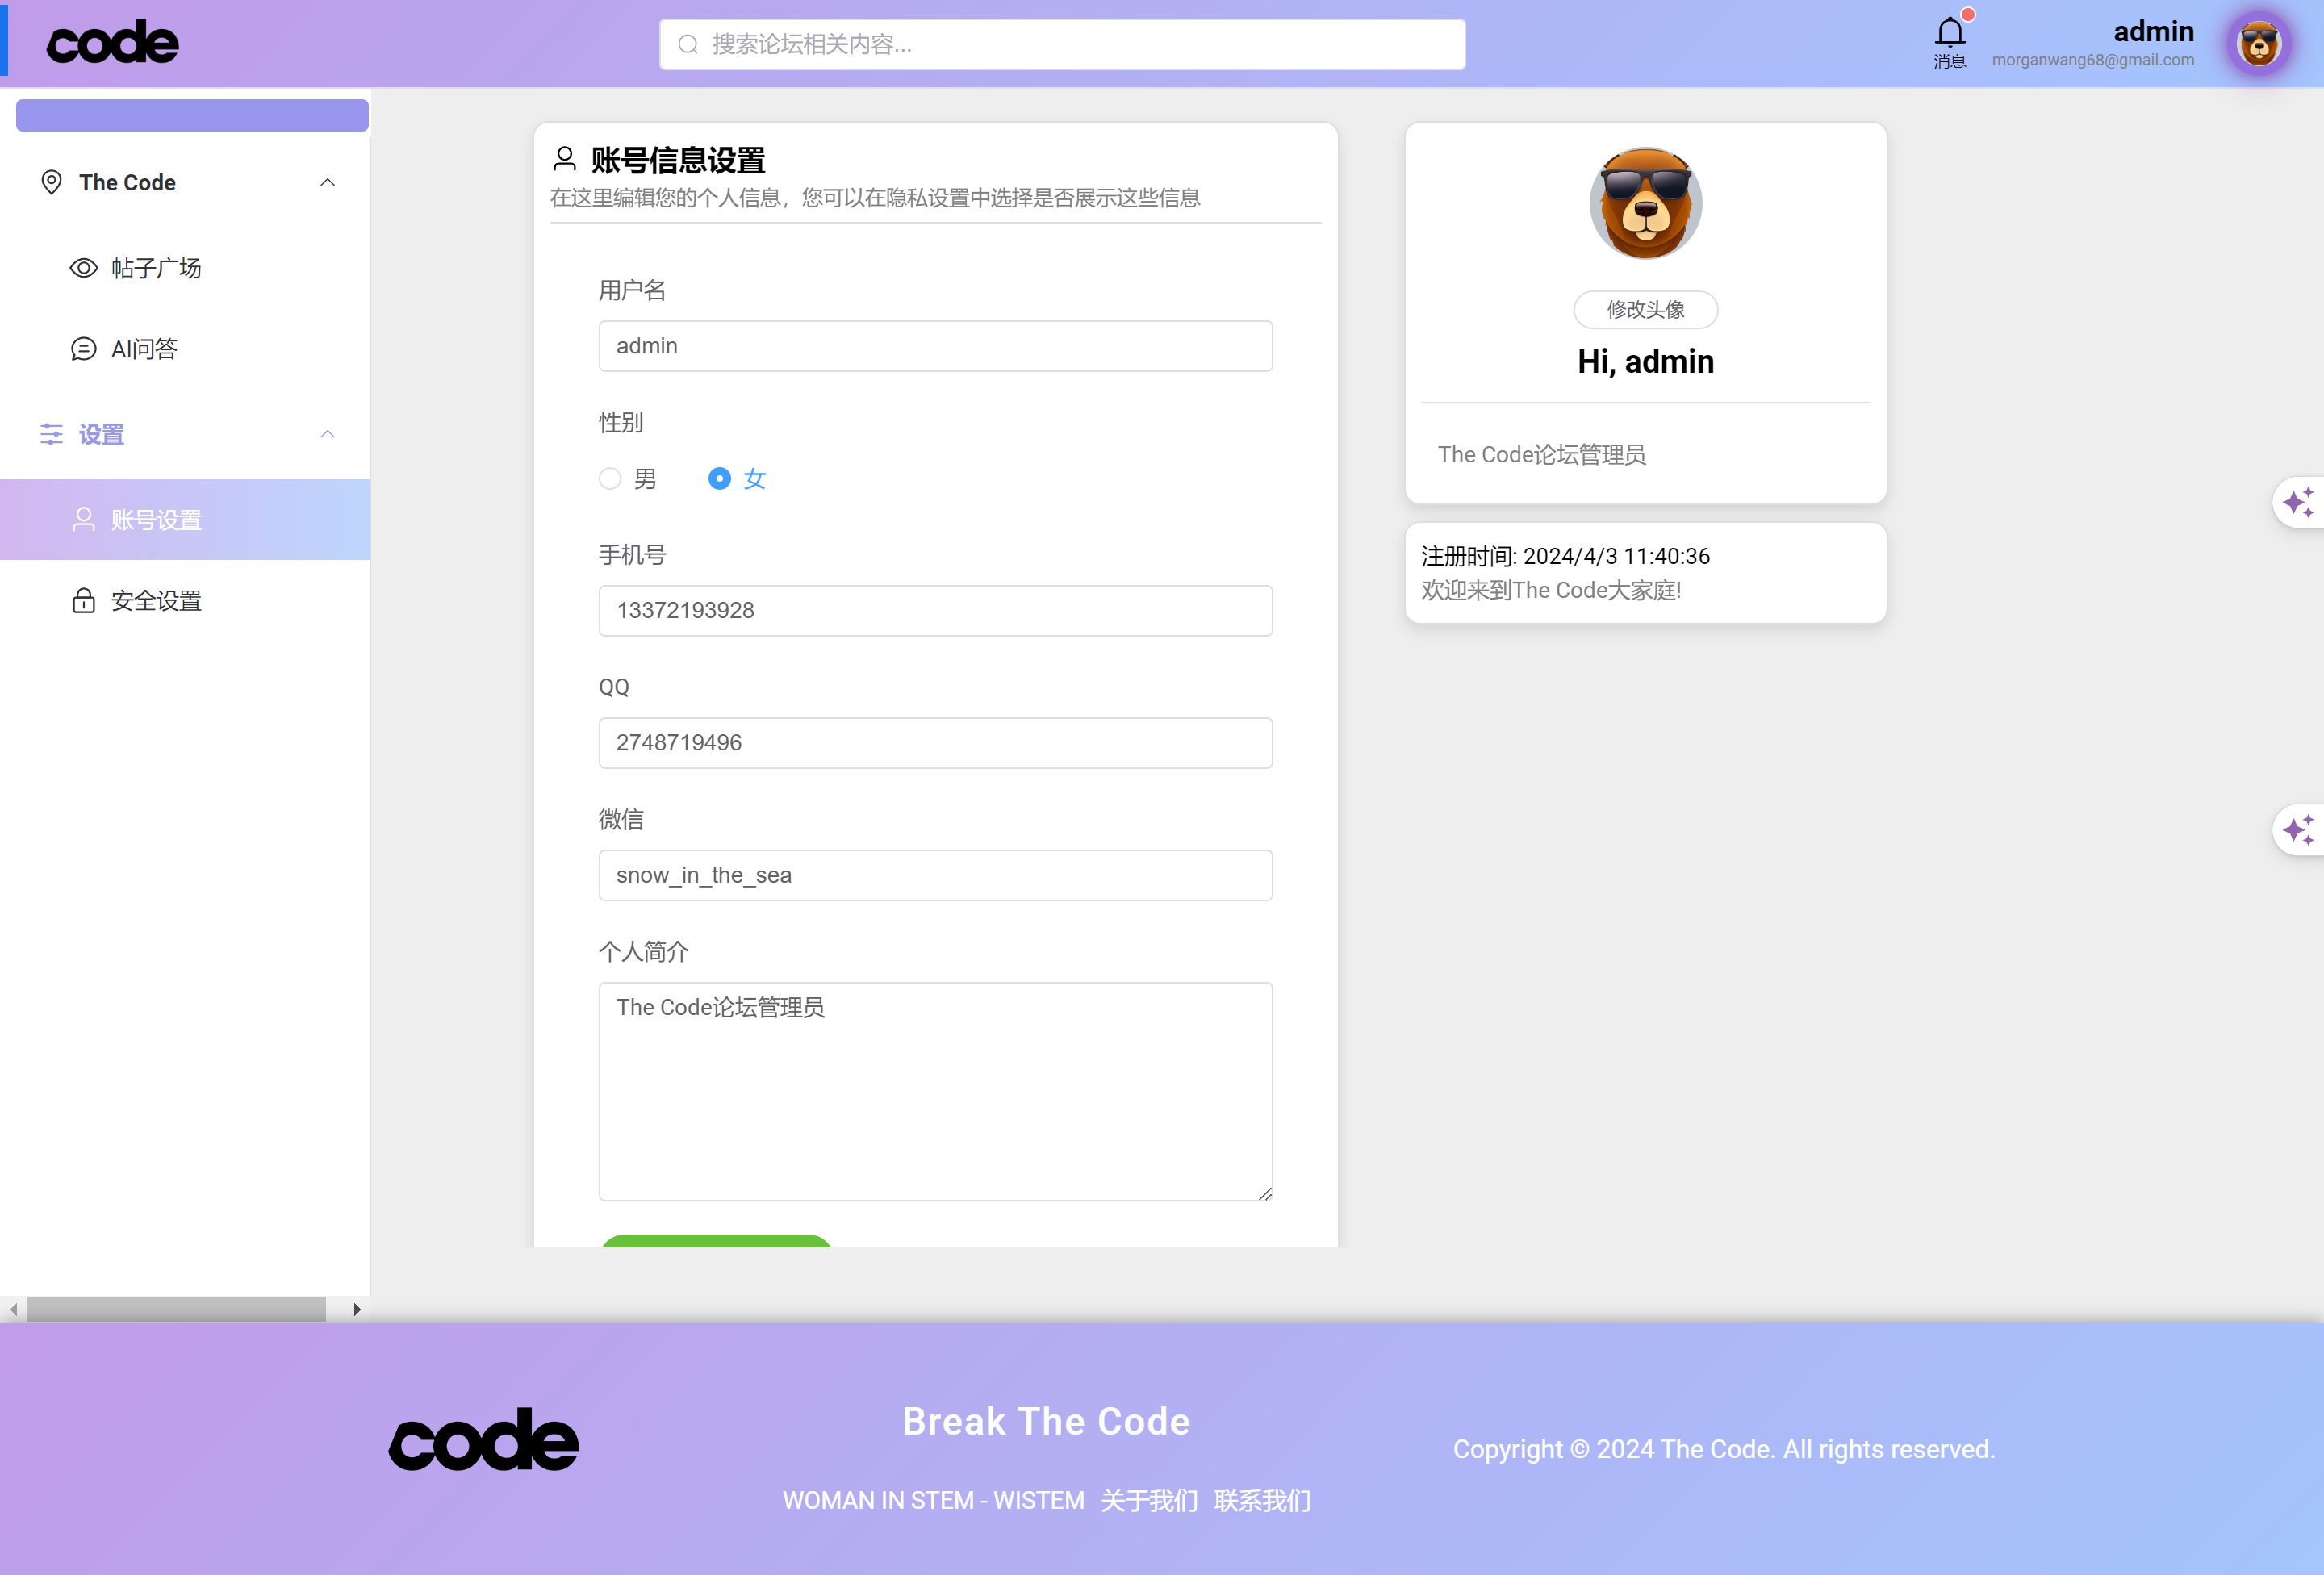 code
搜索论坛相关内容...
消息
admin
morganwang68@gmail.com
The Code
帖子广场
AI问答
设置
账号设置
安全设置
账号信息设置
在这里编辑您的个人信息，您可以在隐私设置中选择是否展示这些信息
用户名
admin
性别
男
女
手机号
13372193928
QQ
2748719496
微信
snow_in_the_sea
个人简介
The Code论坛管理员
修改头像
Hi, admin
The Code论坛管理员
注册时间: 2024/4/3 11:40:36
欢迎来到The Code大家庭!
code
Break The Code
WOMAN IN STEM - WISTEM 关于我们 联系我们
Copyright © 2024 The Code. All rights reserved.